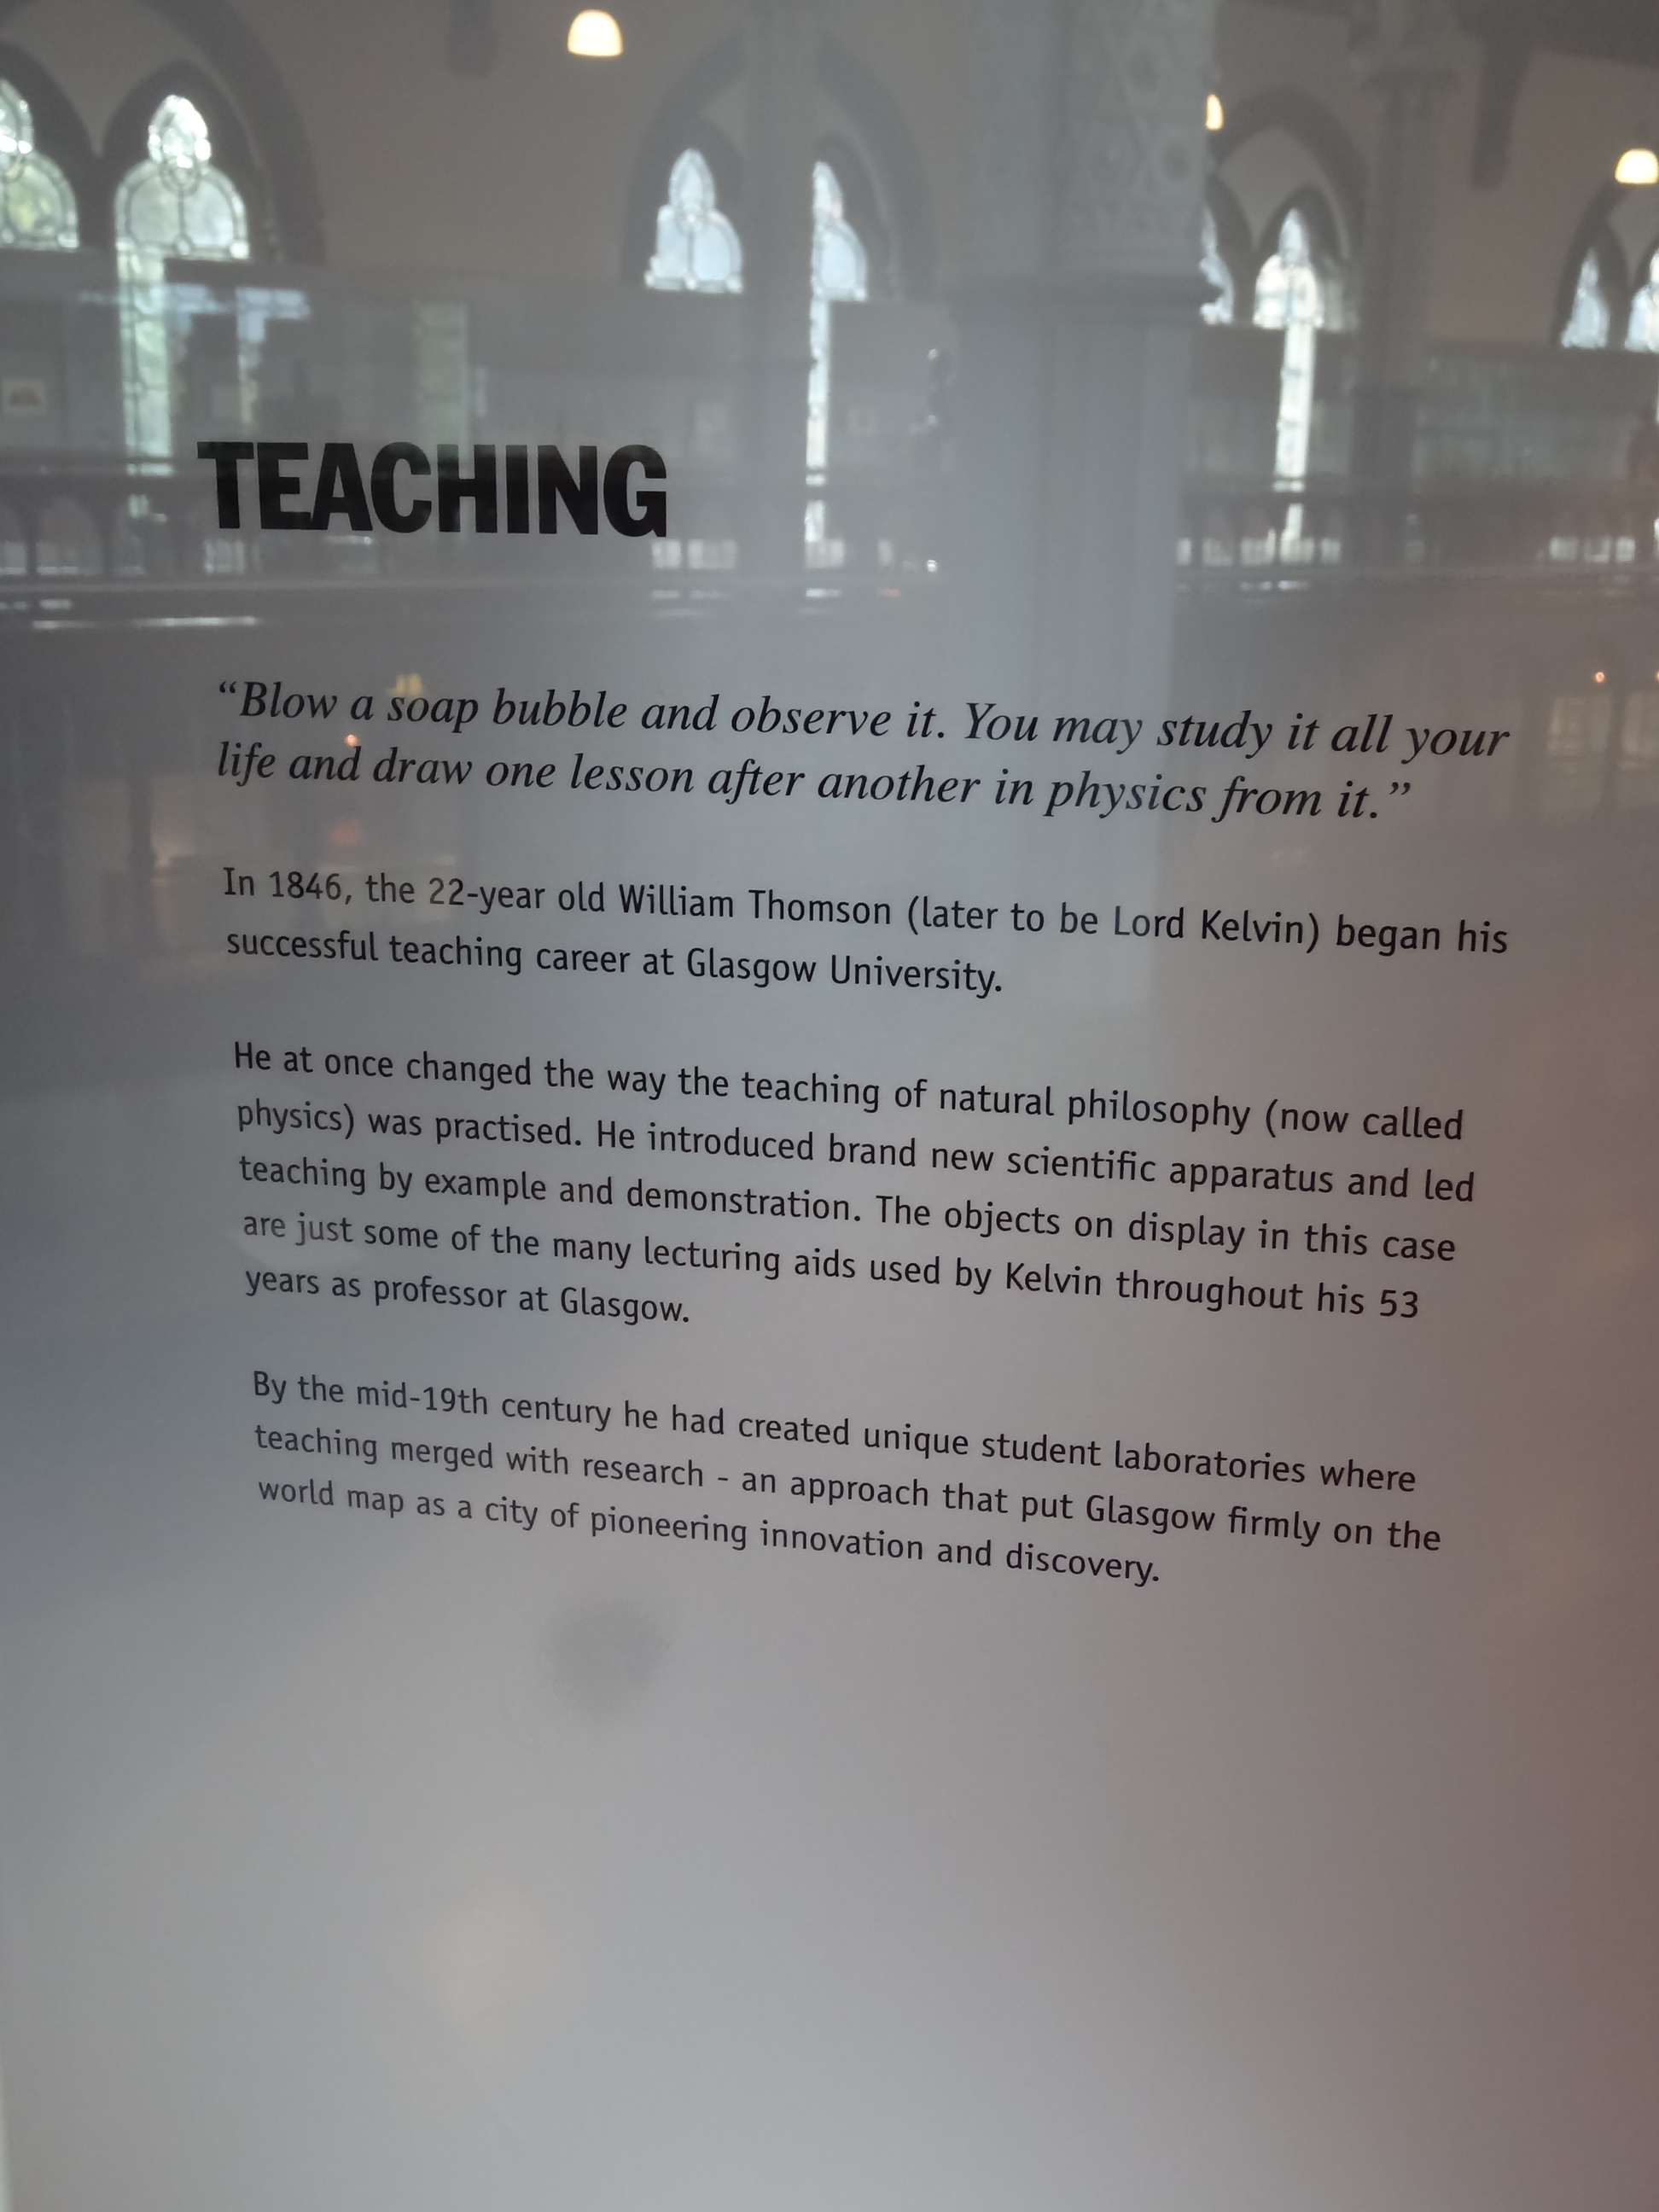 TEACHING
“Blow a soap bubble and observe it. You may study it all your
life and draw one lesson after another in physics from it.”
In 1846, the 22-year old William Thomson (later to be Lord Kelvin) began his
successful teaching career at Glasgow University.
He at once changed the way the teaching of natural philosophy (now called
physics) was practised. He introduced brand new scientific apparatus and led
teaching by example and demonstration. The objects on display in this case
are just some of the many lecturing aids used by Kelvin throughout his 53
years as professor at Glasgow.
By the mid-19th century he had created unique student laboratories where
teaching merged with research - an approach that put Glasgow firmly on the
world map as a city of pioneering innovation and discovery.